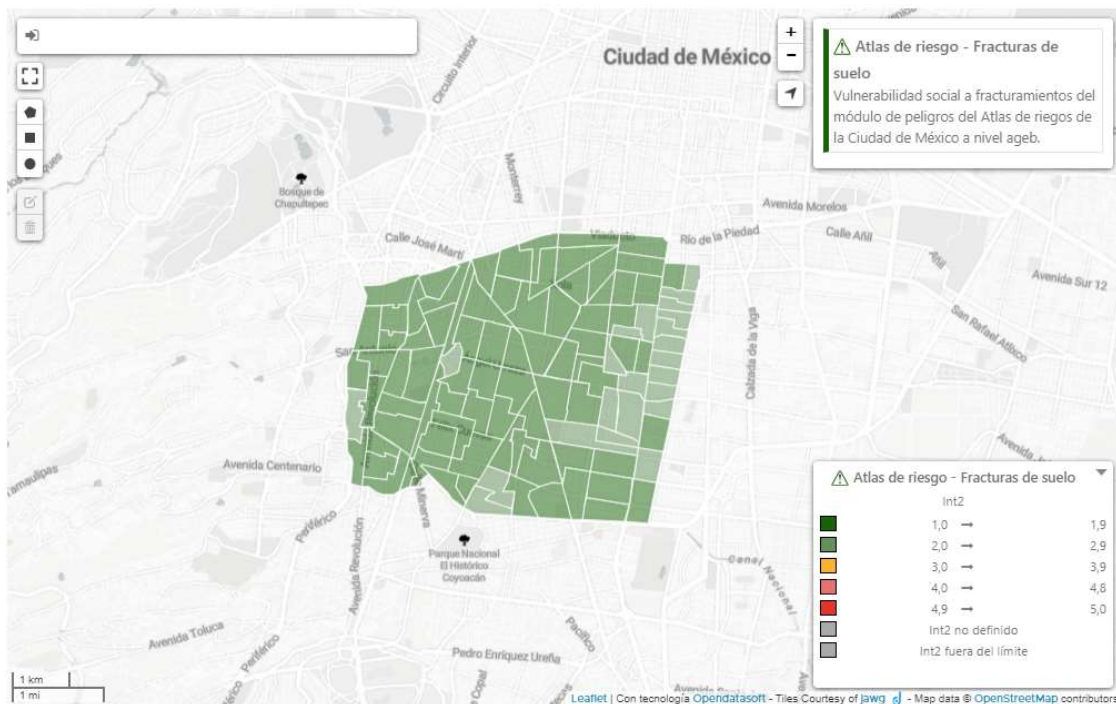 Ciudad de México
Circuito Interior
Monterrey
Bosque de
Chapultepec
Calle José Martí
Viaducto
Río de la Piedad
Avenida Morelos
Calle Añil
Añil
Avenida Sur 12
San Rafael Atlixco
Calzada de la Viga
Avenida Centenario
Periférico
Avenida Revolución
Minerva
Parque Nacional
El Histórico
Coyoacán
Canal Nacional
Tamaulipas
Avenida Toluca
Periférico
Pacífico
Pedro Enríquez Ureña
+
−
⚠ Atlas de riesgo - Fracturas de
suelo
Vulnerabilidad social a fracturamientos del
módulo de peligros del Atlas de riegos de
la Ciudad de México a nivel ageb.
⚠ Atlas de riesgo - Fracturas de suelo
Int2
1,0 → 1,9
2,0 → 2,9
3,0 → 3,9
4,0 → 4,8
4,9 → 5,0
Int2 no definido
Int2 fuera del límite
1 km
1 mi
Leaflet | Con tecnología Opendatasoft - Tiles Courtesy of jawg - Map data © OpenStreetMap contributors